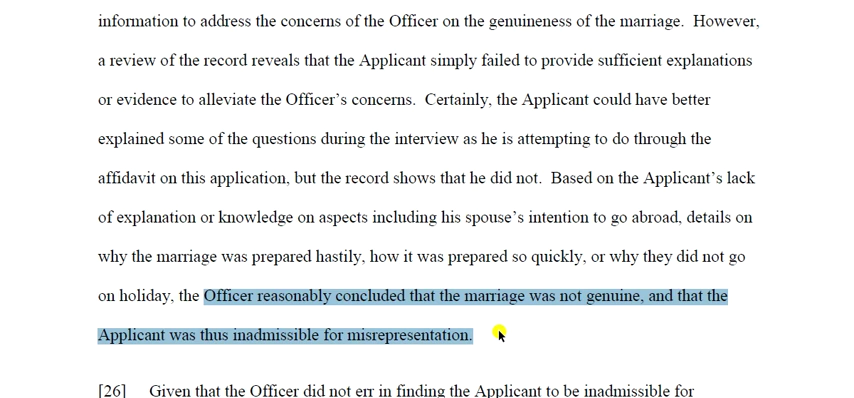 information to address the concerns of the Officer on the genuineness of the marriage.  However,
a review of the record reveals that the Applicant simply failed to provide sufficient explanations
or evidence to alleviate the Officer’s concerns.  Certainly, the Applicant could have better
explained some of the questions during the interview as he is attempting to do through the
affidavit on this application, but the record shows that he did not.  Based on the Applicant’s lack
of explanation or knowledge on aspects including his spouse’s intention to go abroad, details on
why the marriage was prepared hastily, how it was prepared so quickly, or why they did not go
on holiday, the Officer reasonably concluded that the marriage was not genuine, and that the
Applicant was thus inadmissible for misrepresentation.
[26] Given that the Officer did not err in finding the Applicant to be inadmissible for